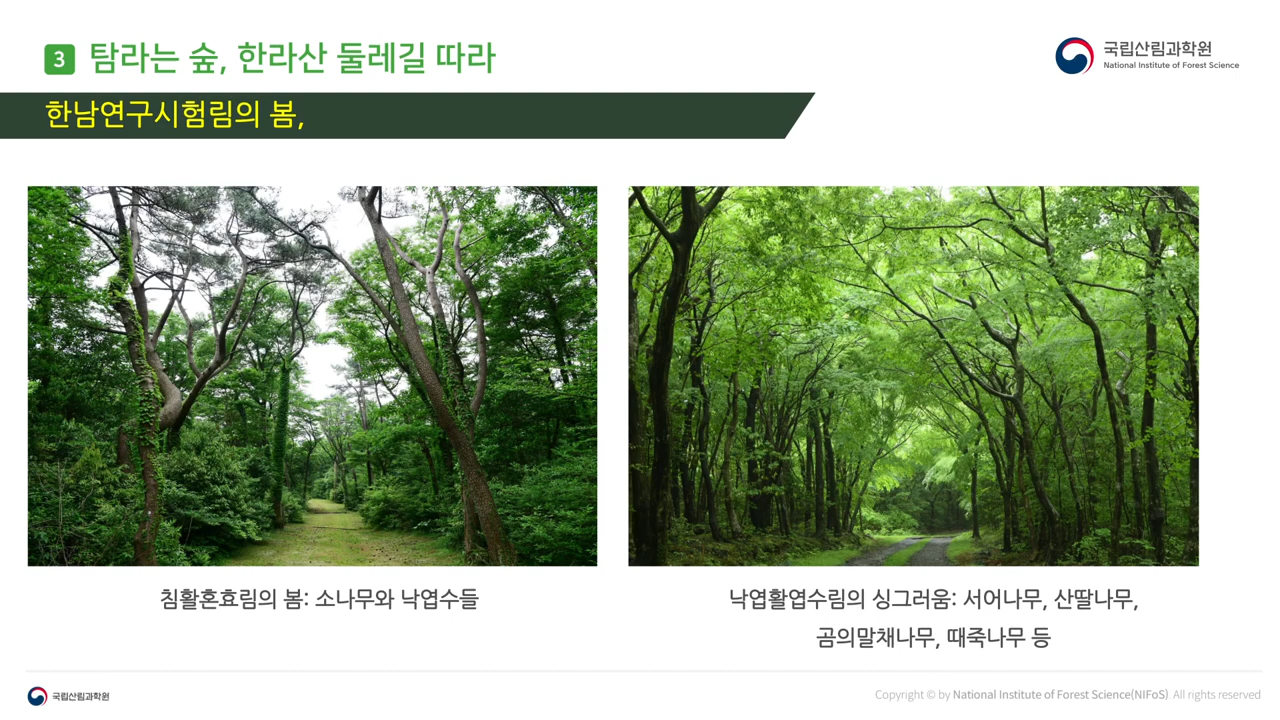 3 탐라는 숲, 한라산 둘레길 따라
국립산림과학원
National Institute of Forest Science
한남연구시험림의 봄,
침활혼효림의 봄: 소나무와 낙엽수들
낙엽활엽수림의 싱그러움: 서어나무, 산딸나무,
곰의말채나무, 때죽나무 등
국립산림과학원
Copyright © by National Institute of Forest Science(NIFoS). All rights reserved